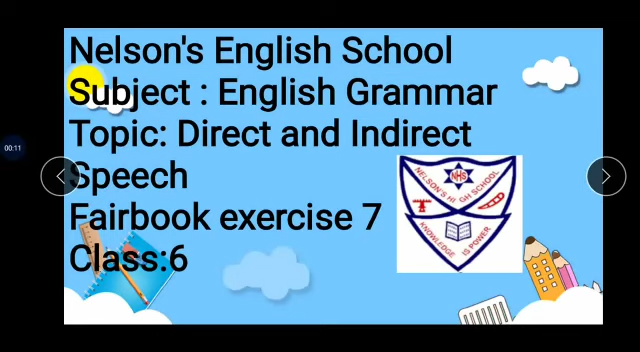 Nelson's English School
Subject : English Grammar
Topic: Direct and Indirect
Speech
Fairbook exercise 7
Class:6
NHS
NELSON'S HIGH SCHOOL
KNOWLEDGE IS POWER
00:11